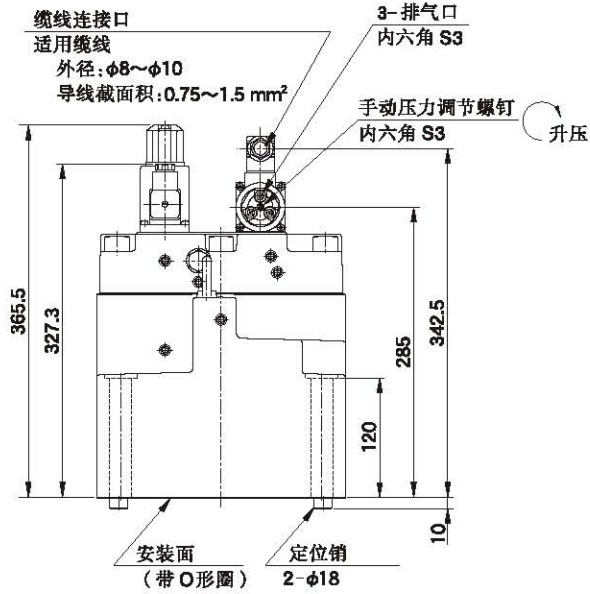 缆线连接口
适用缆线
外径:φ8～φ10
导线截面积:0.75～1.5 mm²
3-排气口
内六角 S3
手动压力调节螺钉
内六角 S3
升压
365.5
327.3
342.5
285
120
10
安装面
(带O形圈)
定位销
2-φ18